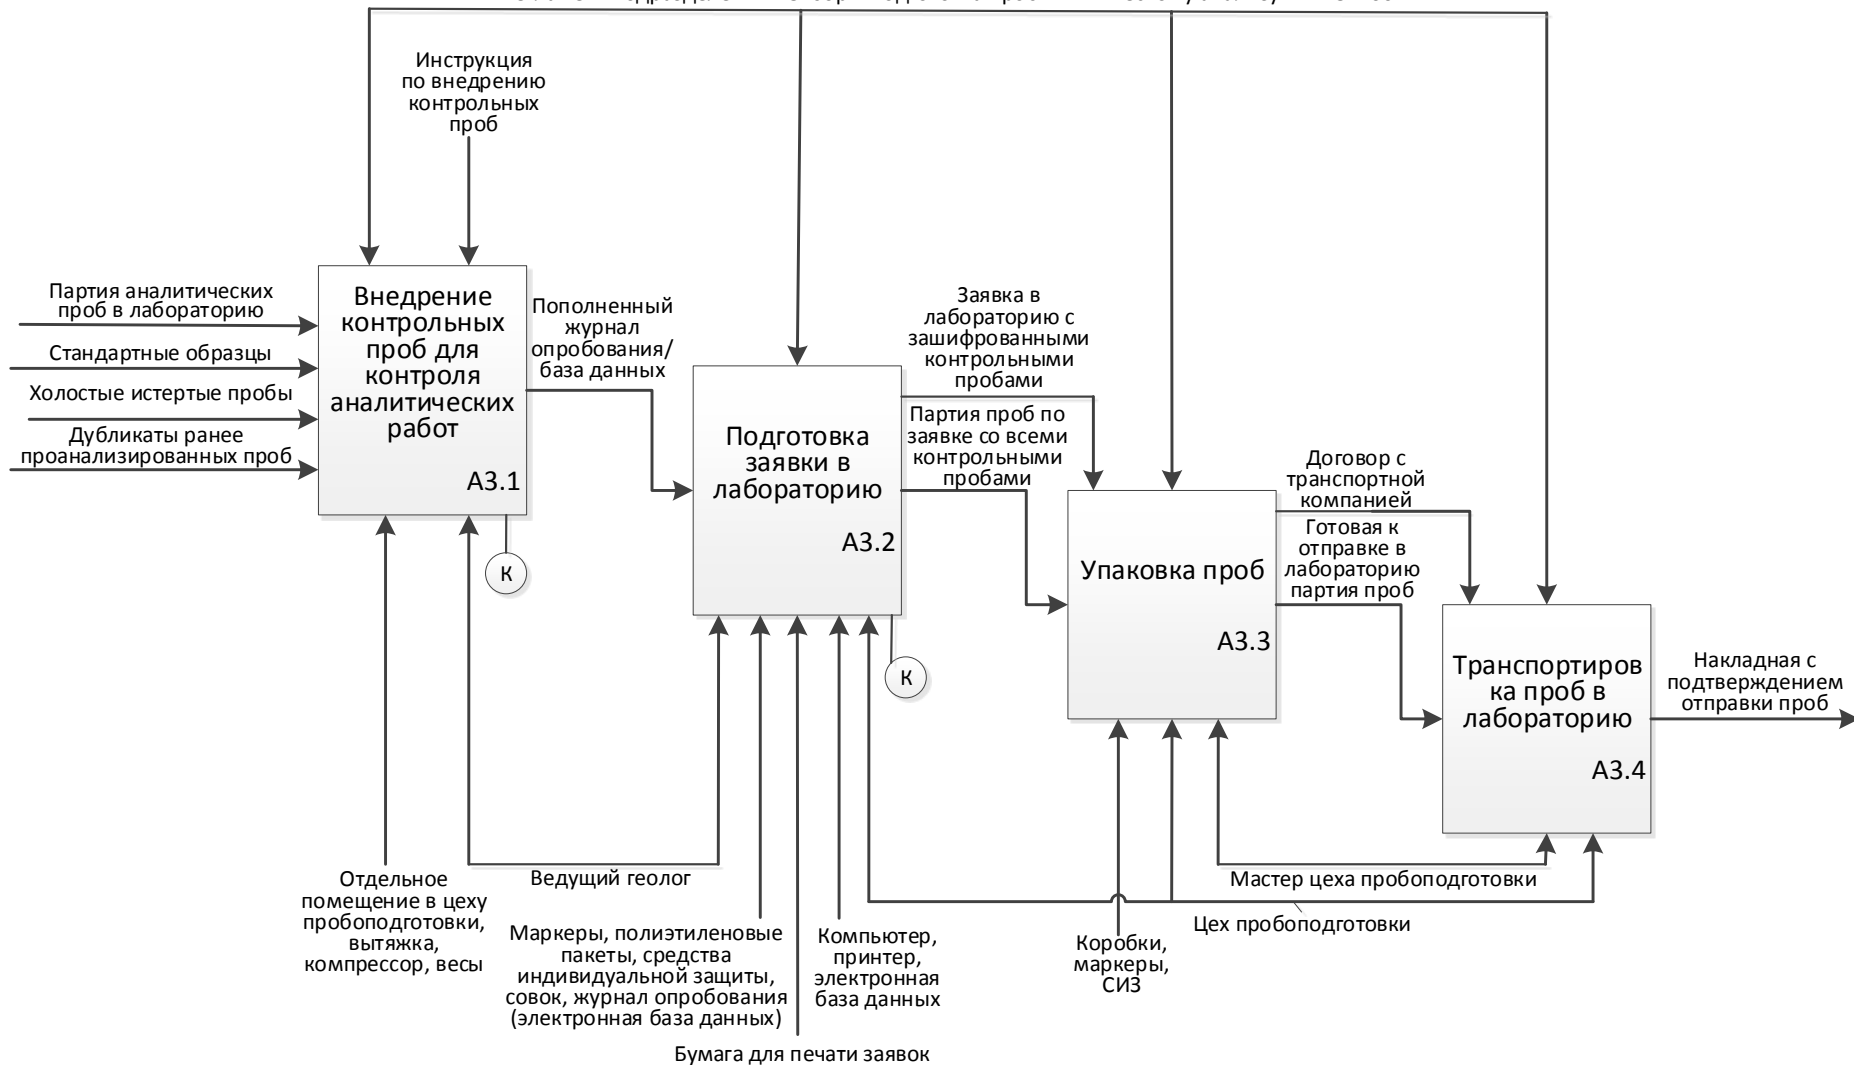 Инструкция
по внедрению
контрольных
проб
Партия аналитических
проб в лабораторию
Стандартные образцы
Холостые истертые пробы
Дубликаты ранее
проанализированных проб
Внедрение
контрольных
проб для
контроля
аналитических
работ
А3.1
К
Пополненный
журнал
опробования/
база данных
Подготовка
заявки в
лабораторию
А3.2
К
Заявка в
лабораторию с
зашифрованными
контрольными
пробами
Партия проб по
заявке со всеми
контрольными
пробами
Упаковка проб
А3.3
Договор с
транспортной
компанией
Готовая к
отправке в
лабораторию
партия проб
Транспортиров
ка проб в
лабораторию
А3.4
Накладная с
подтверждением
отправки проб
Отдельное
помещение в цеху
пробоподготовки,
вытяжка,
компрессор, весы
Ведущий геолог
Маркеры, полиэтиленовые
пакеты, средства
индивидуальной защиты,
совок, журнал опробования
(электронная база данных)
Бумага для печати заявок
Компьютер,
принтер,
электронная
база данных
Коробки,
маркеры,
СИЗ
Мастер цеха пробоподготовки
Цех пробоподготовки